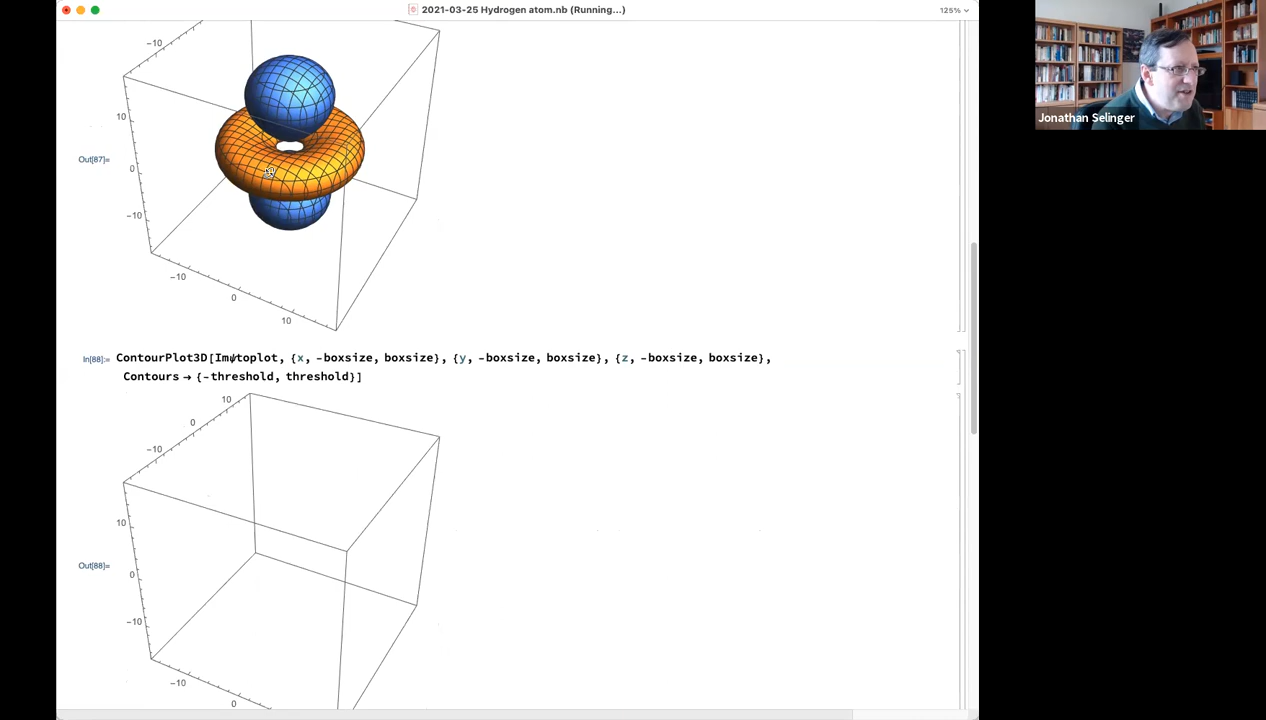 2021-03-25 Hydrogen atom.nb (Running...)
125%
Jonathan Selinger
-10
10
0
-10
Out[87]=
-10
0
10
In[88]:= ContourPlot3D[Imψtoplot, {x, -boxsize, boxsize}, {y, -boxsize, boxsize}, {z, -boxsize, boxsize},
Contours → {-threshold, threshold}]
10
0
-10
10
0
-10
Out[88]=
-10
0